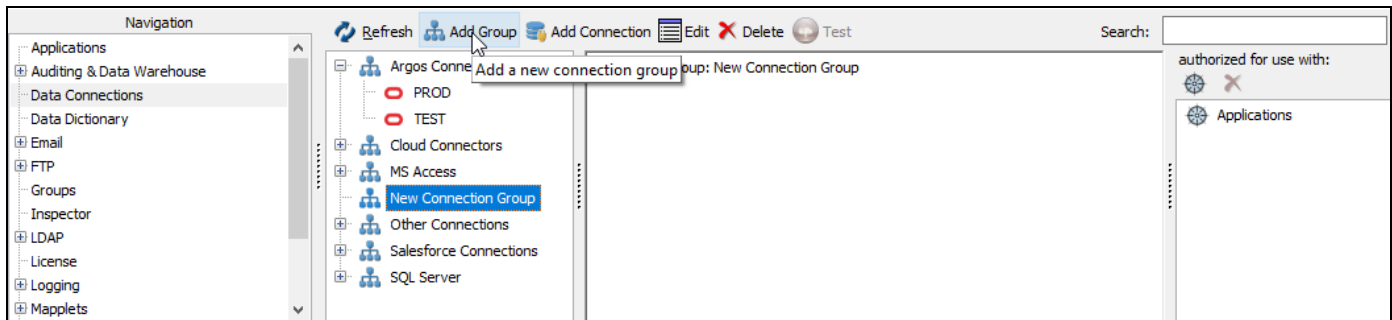 Navigation
Applications
Auditing & Data Warehouse
Data Connections
Data Dictionary
Email
FTP
Groups
Inspector
LDAP
License
Logging
Mapplets
Refresh Add Group Add Connection Edit Delete Test Search:
Argos Conne
PROD
TEST
Cloud Connectors
MS Access
New Connection Group
Other Connections
Salesforce Connections
SQL Server
Add a new connection group
oup: New Connection Group
authorized for use with:
Applications